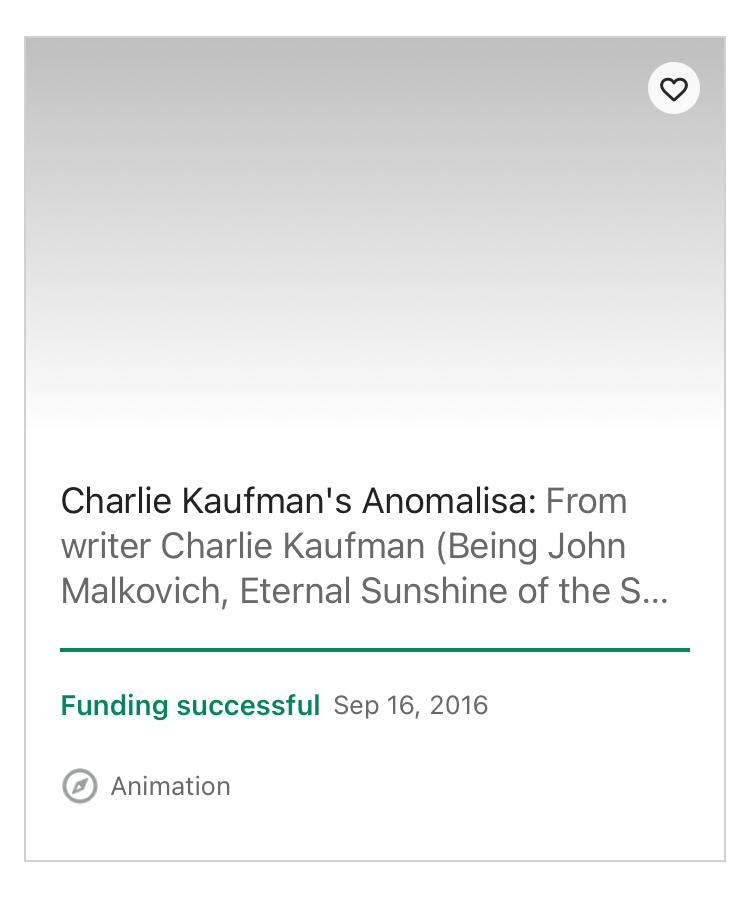 Charlie Kaufman's Anomalisa: From
writer Charlie Kaufman (Being John
Malkovich, Eternal Sunshine of the S...
Funding successful Sep 16, 2016
Animation